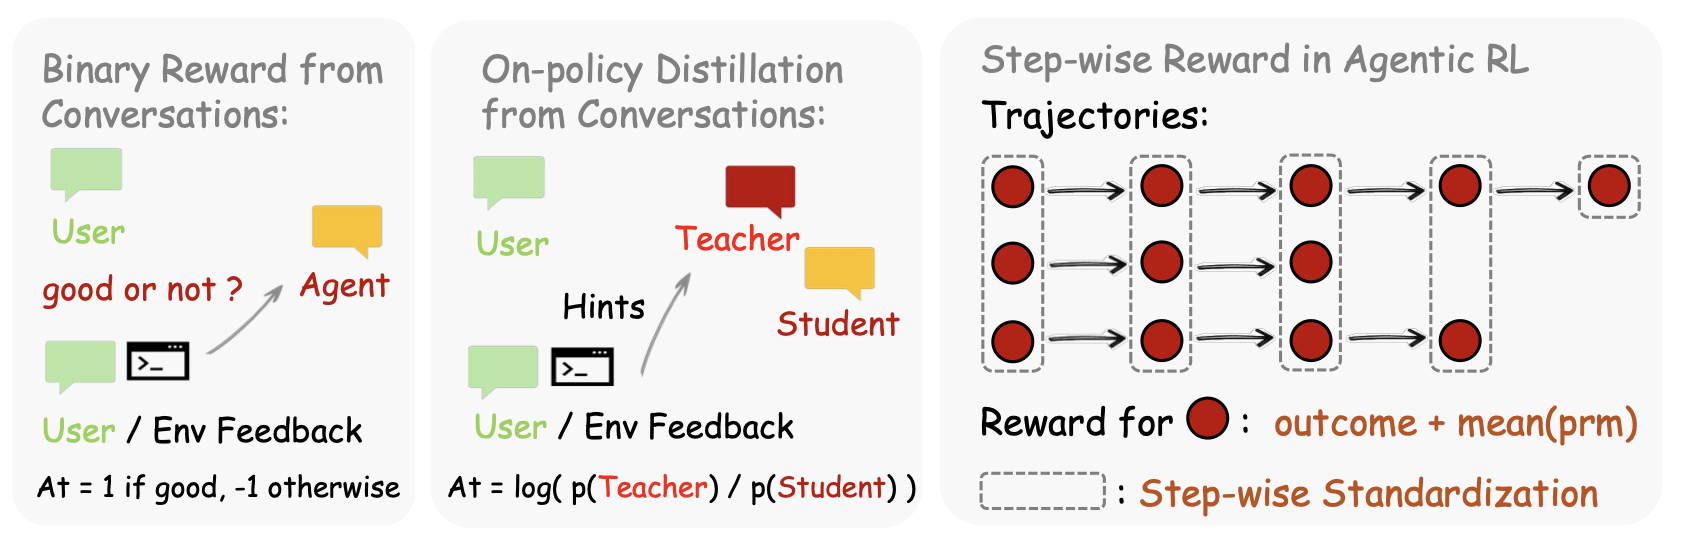 Binary Reward from
Conversations:
User
good or not ?
Agent
>_
User / Env Feedback
At = 1 if good, -1 otherwise
On-policy Distillation
from Conversations:
User
Teacher
Hints
Student
>_
User / Env Feedback
At = log( p(Teacher) / p(Student) )
Step-wise Reward in Agentic RL
Trajectories:
Reward for : outcome + mean(prm)
: Step-wise Standardization